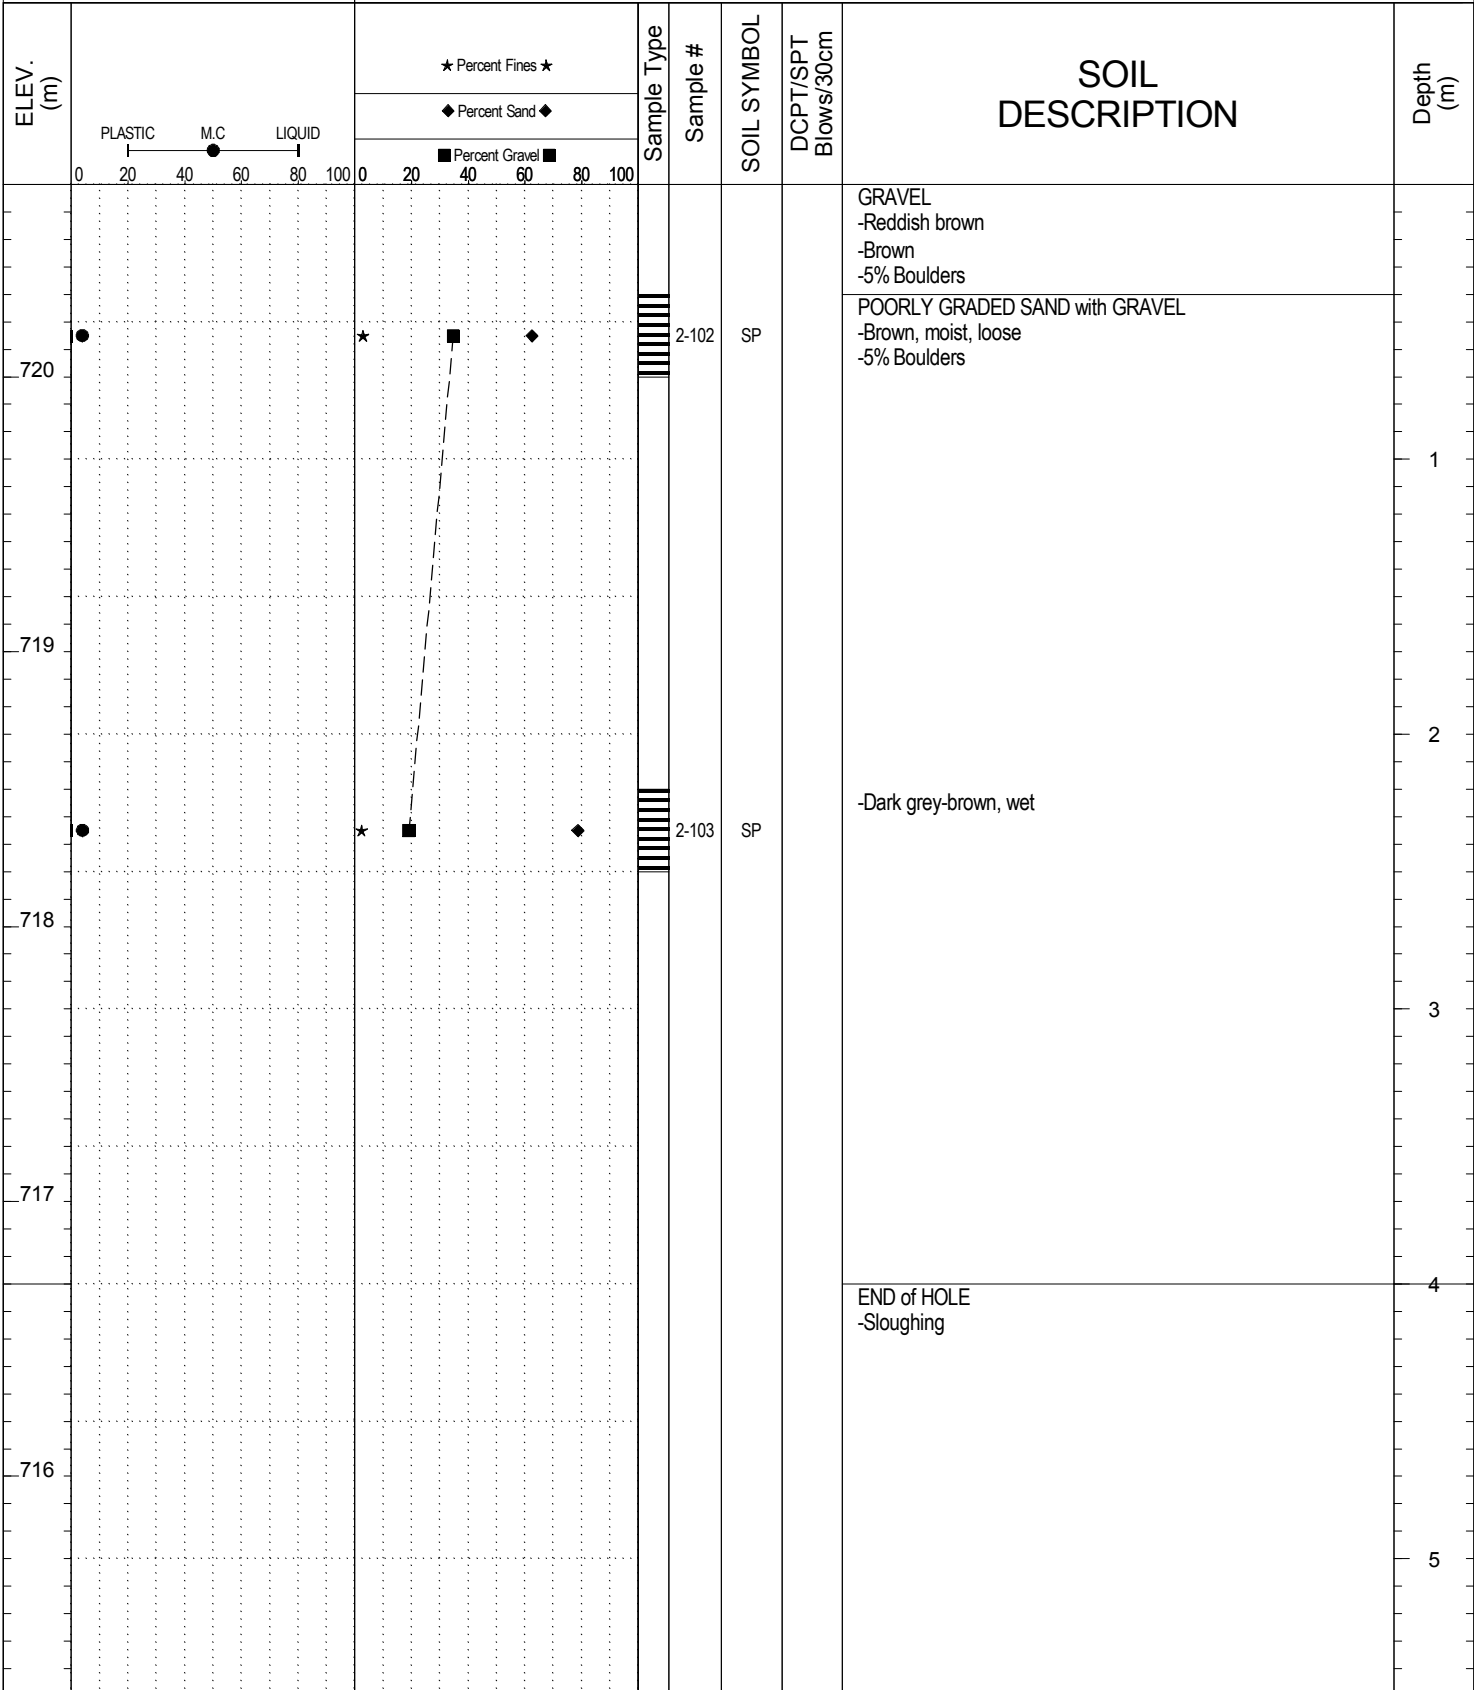 ELEV.
(m)
PLASTIC M.C LIQUID
0 20 40 60 80 100
★ Percent Fines ★
◆ Percent Sand ◆
■ Percent Gravel ■
0 20 40 60 80 100
Sample Type
Sample #
SOIL SYMBOL
DCPT/SPT
Blows/30cm
SOIL
DESCRIPTION
Depth
(m)
GRAVEL
-Reddish brown
-Brown
-5% Boulders
POORLY GRADED SAND with GRAVEL
2-102 SP -Brown, moist, loose
-5% Boulders
720
1
719
2
-Dark grey-brown, wet
2-103 SP
718
3
717
4
END of HOLE
-Sloughing
716
5